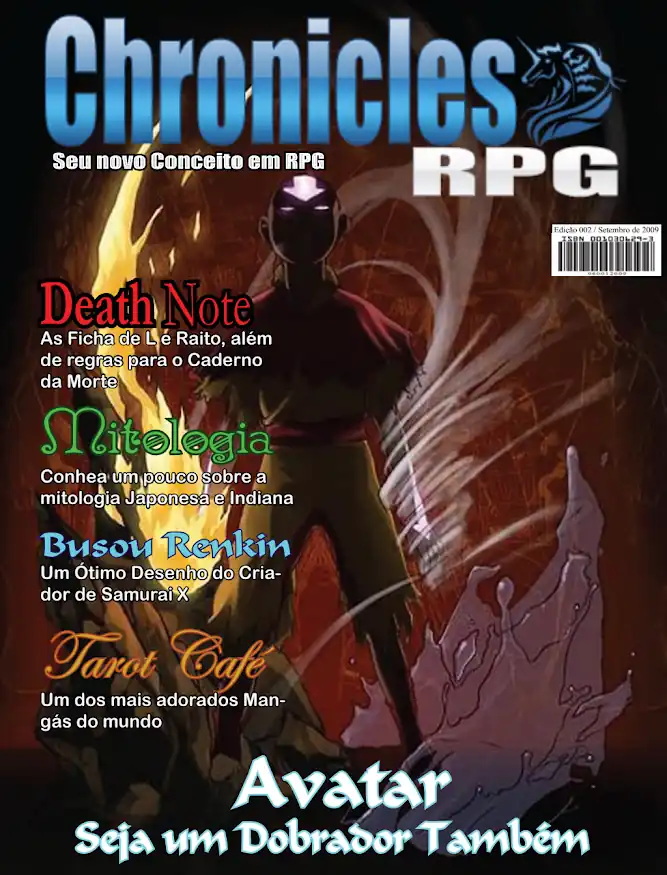 Chronicles
RPG
Seu novo Conceito em RPG
Edição 002 / Setembro de 2009
ISBN 001030629-3
Death Note
As Ficha de L é Raito, além
de regras para o Caderno
da Morte
Mitologia
Conhea um pouco sobre a
mitologia Japonesa e Indiana
Busou Renkin
Um Ótimo Desenho do Cria-
dor de Samurai X
Tarot Café
Um dos mais adorados Man-
gás do mundo
Avatar
Seja um Dobrador Também